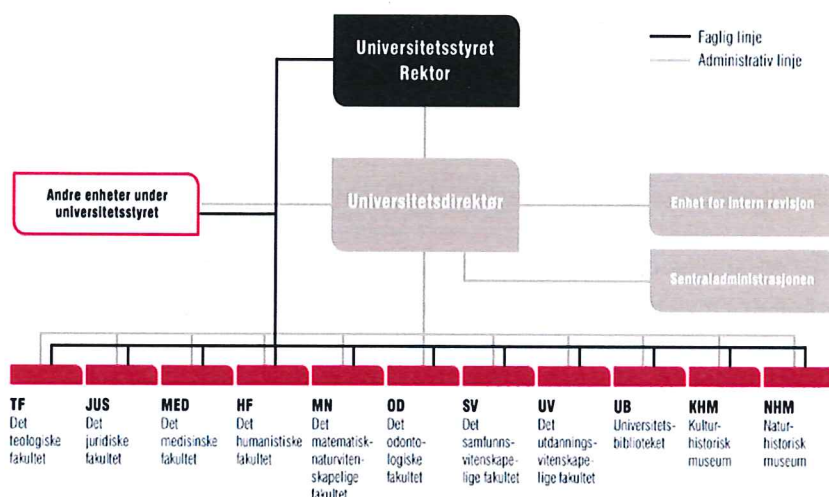 Universitetsstyret
Rektor
Faglig linje
Administrativ linje
Andre enheter under
universitetsstyret
Universitetsdirektør
Enhet for intern revisjon
Sentraladministrasjonen
TF
Det
teologiske
fakultet
JUS
Det
juridiske
fakultet
MED
Det
medisinske
fakultet
HF
Det
humanistiske
fakultet
MN
Det
matematisk-
naturviten-
skapelige
fakultet
OD
Det
odonto-
logiske
fakultet
SV
Det
samfunns-
vitenskape-
lige fakultet
UV
Det
utdannings-
vitenskape-
lige fakultet
UB
Universitets-
biblioteket
KHM
Kultur-
historisk
museum
NHM
Natur-
historisk
museum